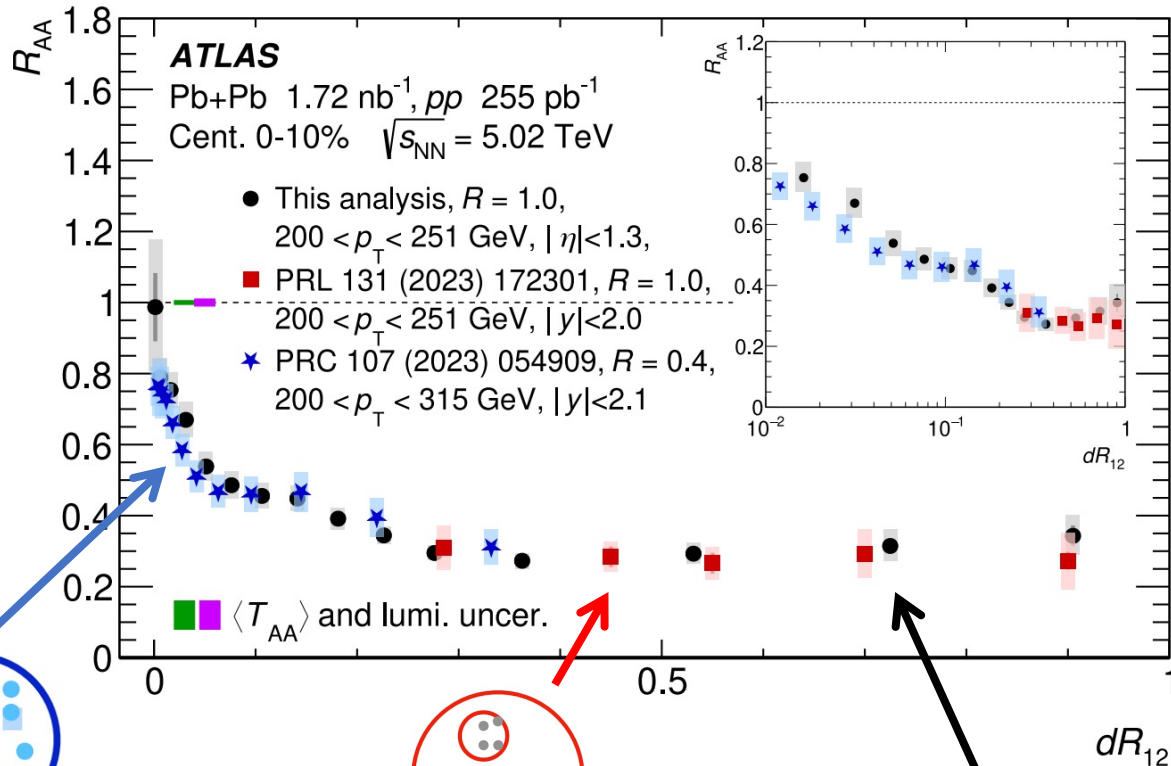 R_AA
1.8
1.6
1.4
1.2
1
0.8
0.6
0.4
0.2
0
ATLAS
Pb+Pb 1.72 nb⁻¹, pp 255 pb⁻¹
Cent. 0-10% √s_NN = 5.02 TeV
This analysis, R = 1.0,
200 < p_T < 251 GeV, | η|<1.3,
PRL 131 (2023) 172301, R = 1.0,
200 < p_T < 251 GeV, | y|<2.0
PRC 107 (2023) 054909, R = 0.4,
200 < p_T < 315 GeV, | y|<2.1
⟨T_AA⟩ and lumi. uncer.
0
0.5
1
dR₁₂
R_AA
1.2
1
0.8
0.6
0.4
0.2
0
10⁻²
10⁻¹
1
dR₁₂